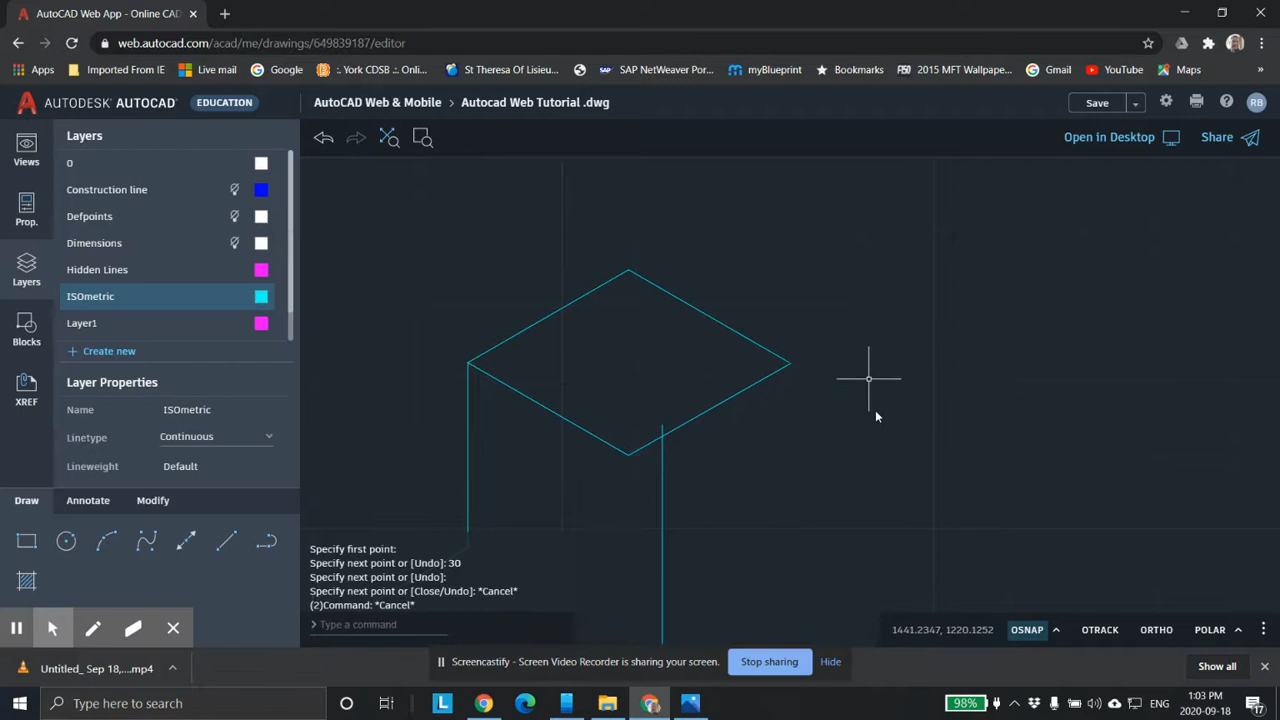 AutoCAD Web App - Online CAD
web.autocad.com/acad/me/drawings/649839187/editor
Apps
Imported From IE
Live mail
Google
: York CDSB :. Onli...
St Theresa Of Lisieu...
SAP NetWeaver Por...
myBlueprint
Bookmarks
2015 MFT Wallpape...
Gmail
YouTube
Maps
»
AUTODESK® AUTOCAD®
EDUCATION
AutoCAD Web & Mobile > Autocad Web Tutorial .dwg
Save
RB
Views
Prop.
Layers
Blocks
XREF
Layers
0
Construction line
Defpoints
Dimensions
Hidden Lines
ISOmetric
Layer1
+ Create new
Layer Properties
Name ISOmetric
Linetype Continuous
Lineweight Default
Draw
Annotate
Modify
Open in Desktop
Share
Specify first point:
Specify next point or [Undo]: 30
Specify next point or [Undo]:
Specify next point or [Close/Undo]: *Cancel*
(2)Command: *Cancel*
Type a command
1441.2347, 1220.1252
OSNAP
OTRACK
ORTHO
POLAR
Untitled_Sep 18,....mp4
Screencastify - Screen Video Recorder is sharing your screen.
Stop sharing
Hide
Show all
Type here to search
98%
ENG
1:03 PM
2020-09-18
17